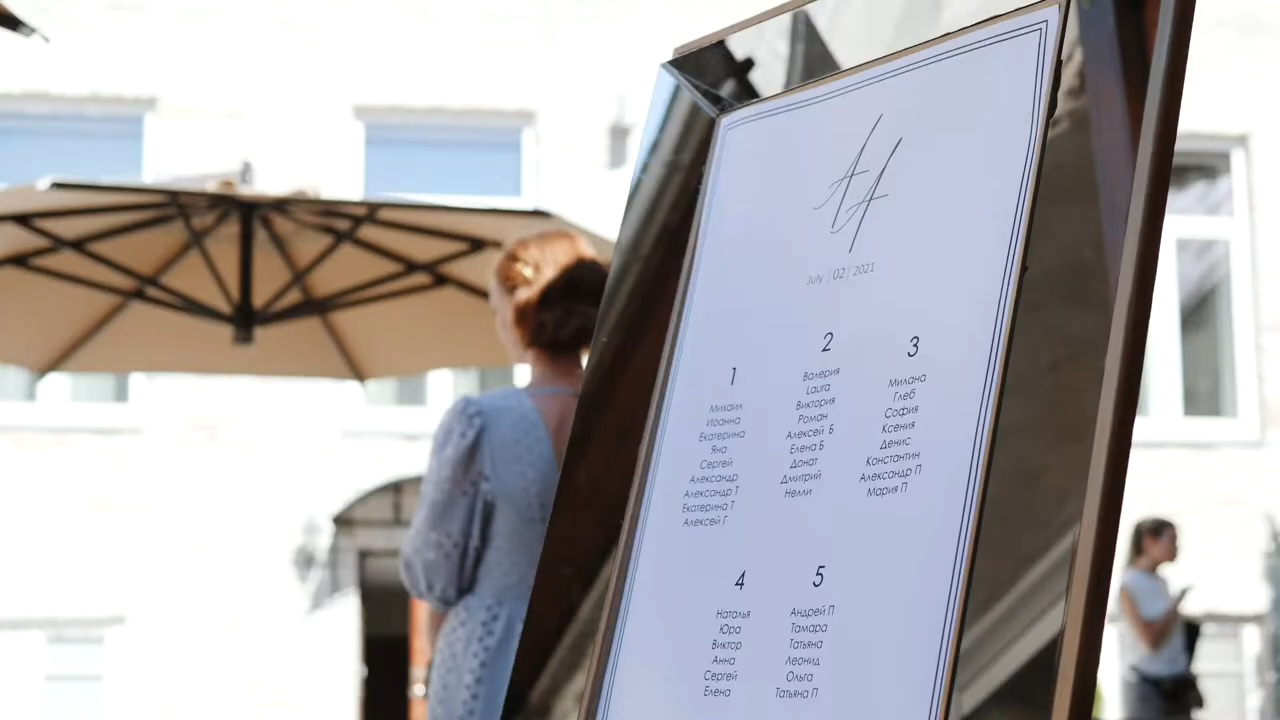 AA
July | 02 | 2021
1
Михаил
Иоанна
Екатерина
Яна
Сергей
Александр
Александр Т
Екатерина Т
Алексей Г
2
Валерия
Laura
Виктория
Роман
Алексей Б
Елена Б
Донат
Дмитрий
Нелли
3
Милана
Глеб
София
Ксения
Денис
Константин
Александр П
Мария П
4
Наталья
Юра
Виктор
Анна
Сергей
Елена
5
Андрей П
Тамара
Татьяна
Леонид
Ольга
Татьяна П